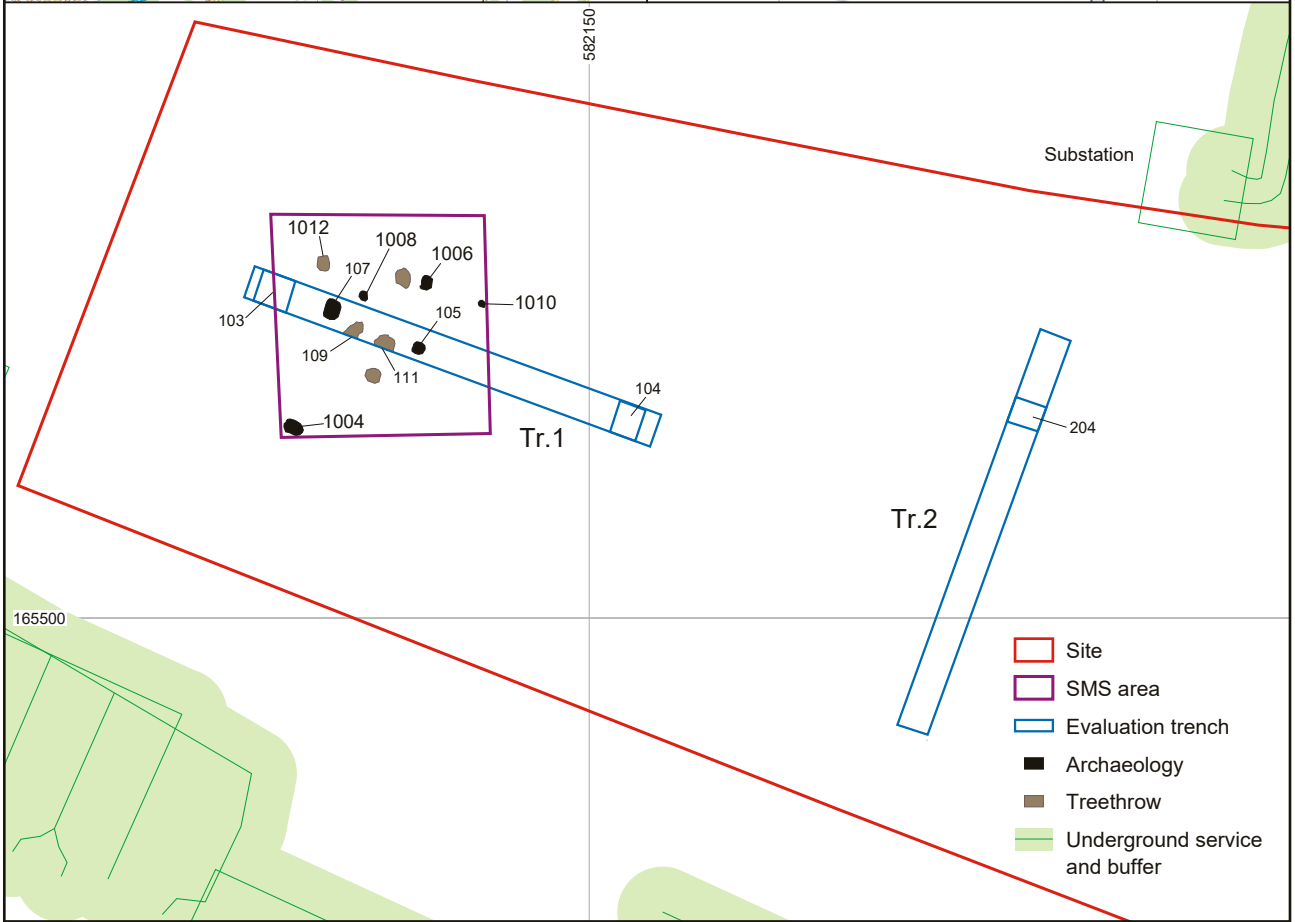 582150
Substation
1012
1008
1006
107
1010
103
105
109
111
104
1004
Tr.1
204
Tr.2
165500
Site
SMS area
Evaluation trench
Archaeology
Treethrow
Underground service
and buffer